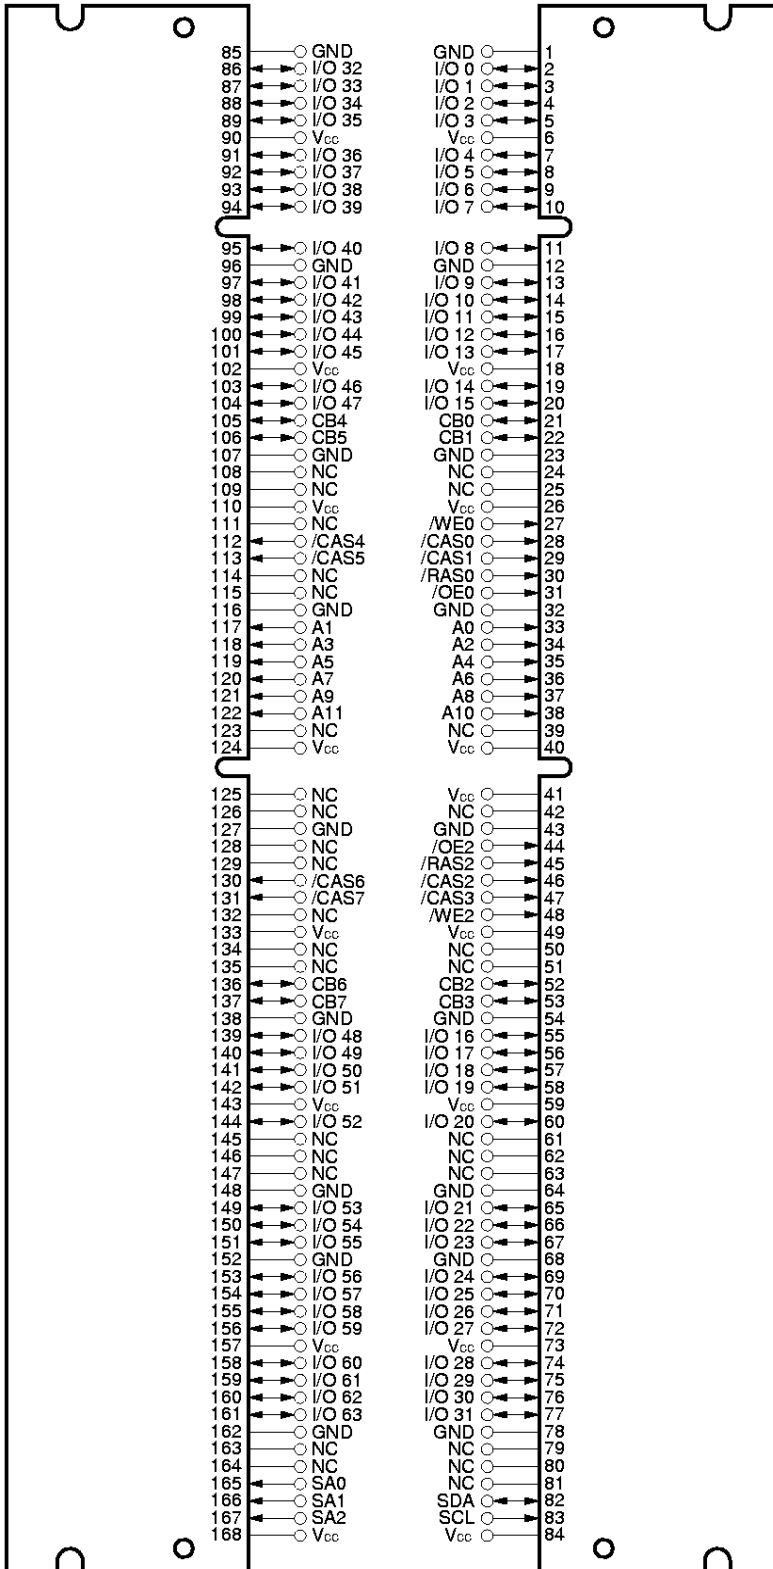 85 GND GND 1
86 I/O 32 I/O 0 2
87 I/O 33 I/O 1 3
88 I/O 34 I/O 2 4
89 I/O 35 I/O 3 5
90 Vcc Vcc 6
91 I/O 36 I/O 4 7
92 I/O 37 I/O 5 8
93 I/O 38 I/O 6 9
94 I/O 39 I/O 7 10
95 I/O 40 I/O 8 11
96 GND GND 12
97 I/O 41 I/O 9 13
98 I/O 42 I/O 10 14
99 I/O 43 I/O 11 15
100 I/O 44 I/O 12 16
101 I/O 45 I/O 13 17
102 Vcc Vcc 18
103 I/O 46 I/O 14 19
104 I/O 47 I/O 15 20
105 CB4 CB0 21
106 CB5 CB1 22
107 GND GND 23
108 NC NC 24
109 NC NC 25
110 Vcc Vcc 26
111 NC /WE0 27
112 /CAS4 /CAS0 28
113 /CAS5 /CAS1 29
114 NC /RAS0 30
115 NC /OE0 31
116 GND GND 32
117 A1 A0 33
118 A3 A2 34
119 A5 A4 35
120 A7 A6 36
121 A9 A8 37
122 A11 A10 38
123 NC NC 39
124 Vcc Vcc 40
125 NC Vcc 41
126 NC NC 42
127 GND GND 43
128 NC /OE2 44
129 NC /RAS2 45
130 /CAS6 /CAS2 46
131 /CAS7 /CAS3 47
132 NC /WE2 48
133 Vcc Vcc 49
134 NC NC 50
135 NC NC 51
136 CB6 CB2 52
137 CB7 CB3 53
138 GND GND 54
139 I/O 48 I/O 16 55
140 I/O 49 I/O 17 56
141 I/O 50 I/O 18 57
142 I/O 51 I/O 19 58
143 Vcc Vcc 59
144 I/O 52 I/O 20 60
145 NC NC 61
146 NC NC 62
147 NC NC 63
148 GND GND 64
149 I/O 53 I/O 21 65
150 I/O 54 I/O 22 66
151 I/O 55 I/O 23 67
152 GND GND 68
153 I/O 56 I/O 24 69
154 I/O 57 I/O 25 70
155 I/O 58 I/O 26 71
156 I/O 59 I/O 27 72
157 Vcc Vcc 73
158 I/O 60 I/O 28 74
159 I/O 61 I/O 29 75
160 I/O 62 I/O 30 76
161 I/O 63 I/O 31 77
162 GND GND 78
163 NC NC 79
164 NC NC 80
165 SA0 NC 81
166 SA1 SDA 82
167 SA2 SCL 83
168 Vcc Vcc 84